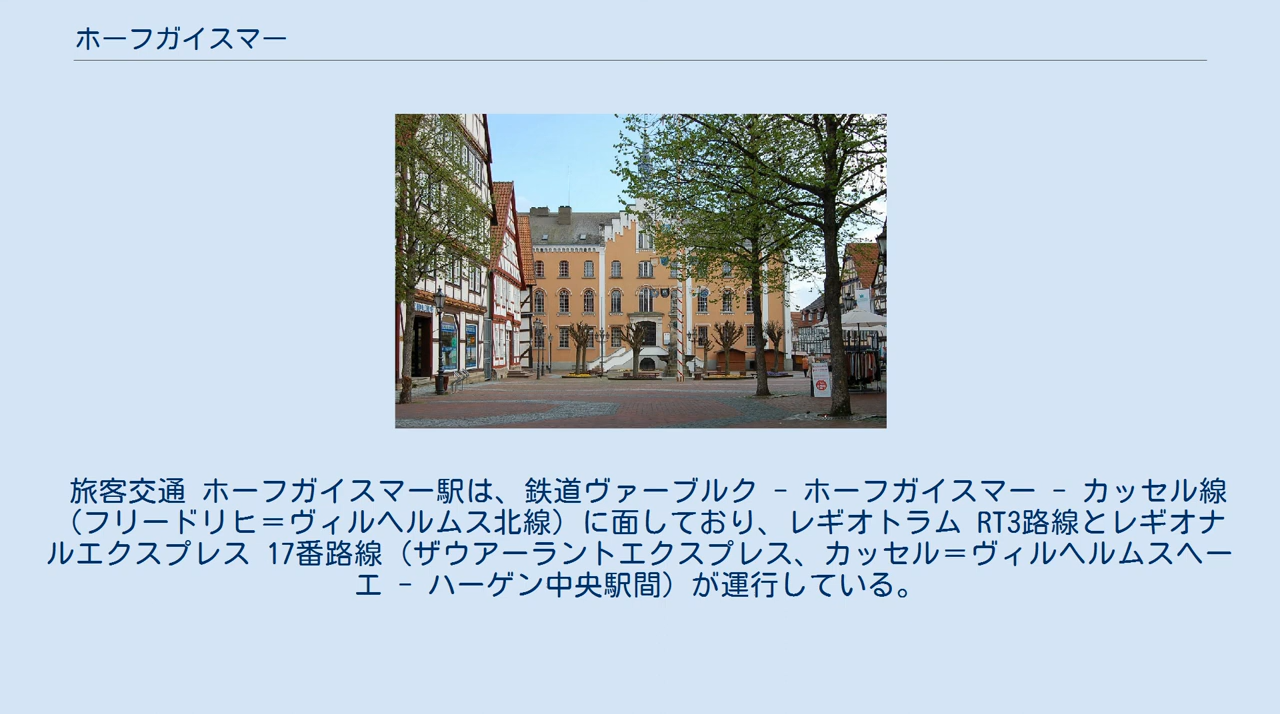 ホーフガイスマー
旅客交通 ホーフガイスマー駅は、鉄道ヴァーブルク - ホーフガイスマー - カッセル線
（フリードリヒ＝ヴィルヘルムス北線）に面しており、レギオトラム RT3路線とレギオナ
ルエクスプレス 17番路線（ザウアーラントエクスプレス、カッセル＝ヴィルヘルムスヘー
エ - ハーゲン中央駅間）が運行している。